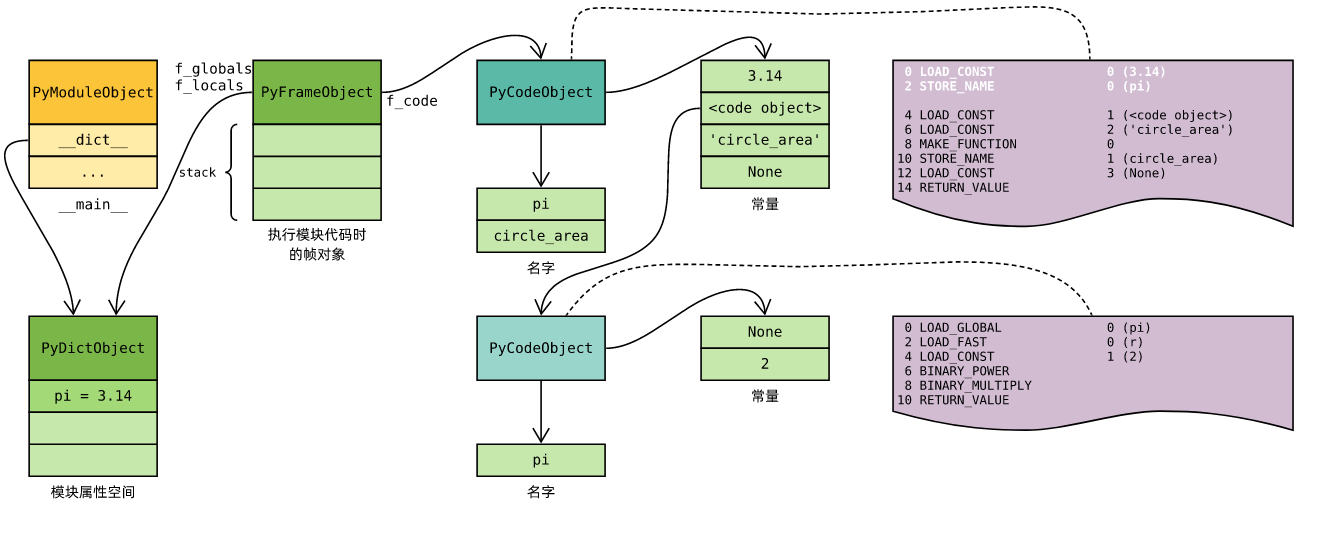 PyModuleObject
__dict__
...
__main__
f_globals
f_locals
PyFrameObject
stack
执行模块代码时
的帧对象
f_code
PyCodeObject
pi
circle_area
名字
3.14
<code object>
'circle_area'
None
常量
0 LOAD_CONST 0 (3.14)
2 STORE_NAME 0 (pi)
4 LOAD_CONST 1 (<code object>)
6 LOAD_CONST 2 ('circle_area')
8 MAKE_FUNCTION 0
10 STORE_NAME 1 (circle_area)
12 LOAD_CONST 3 (None)
14 RETURN_VALUE
PyDictObject
pi = 3.14
模块属性空间
PyCodeObject
pi
名字
None
2
常量
0 LOAD_GLOBAL 0 (pi)
2 LOAD_FAST 0 (r)
4 LOAD_CONST 1 (2)
6 BINARY_POWER
8 BINARY_MULTIPLY
10 RETURN_VALUE